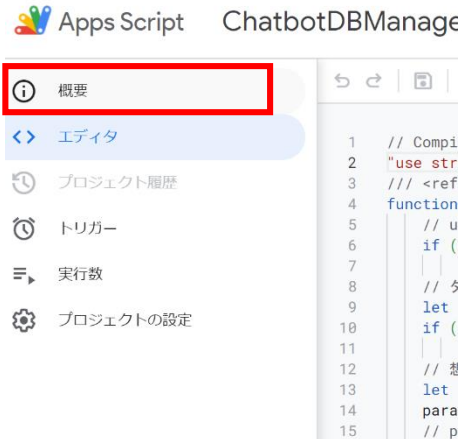 Apps Script ChatbotDBManage
概要
エディタ
プロジェクト履歴
トリガー
実行数
プロジェクトの設定
1 // Compi
2 "use str
3 /// <ref
4 function
5 // u
6 if (
7
8 // タ
9 let
10 if (
11
12 // 想
13 let
14 para
15 // p